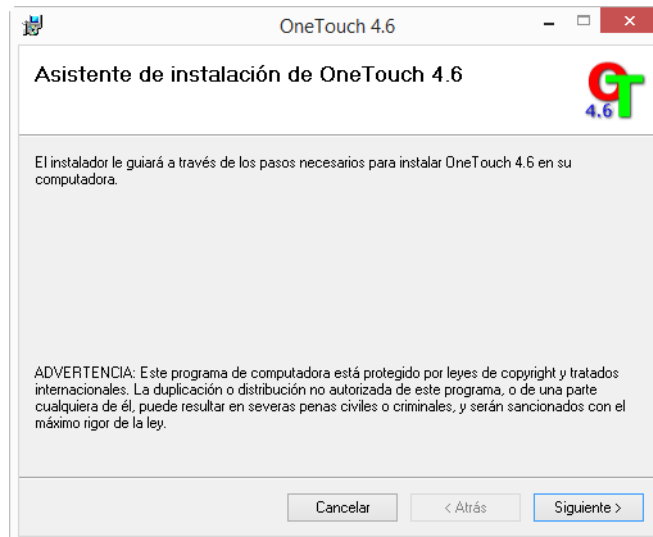 OneTouch 4.6
Asistente de instalación de OneTouch 4.6
OT
4.6
El instalador le guiará a través de los pasos necesarios para instalar OneTouch 4.6 en su
computadora.
ADVERTENCIA: Este programa de computadora está protegido por leyes de copyright y tratados
internacionales. La duplicación o distribución no autorizada de este programa, o de una parte
cualquiera de él, puede resultar en severas penas civiles o criminales, y serán sancionados con el
máximo rigor de la ley.
Cancelar < Atrás Siguiente >